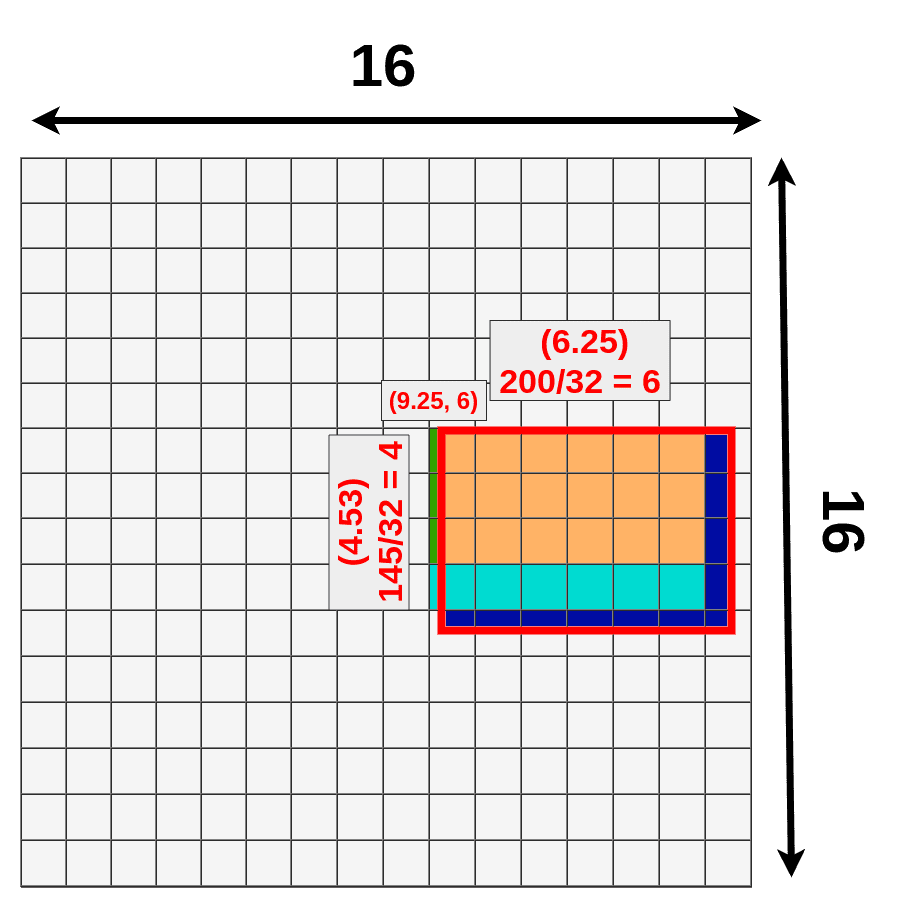 16
(6.25)
200/32 = 6
(9.25, 6)
(4.53)
145/32 = 4
16